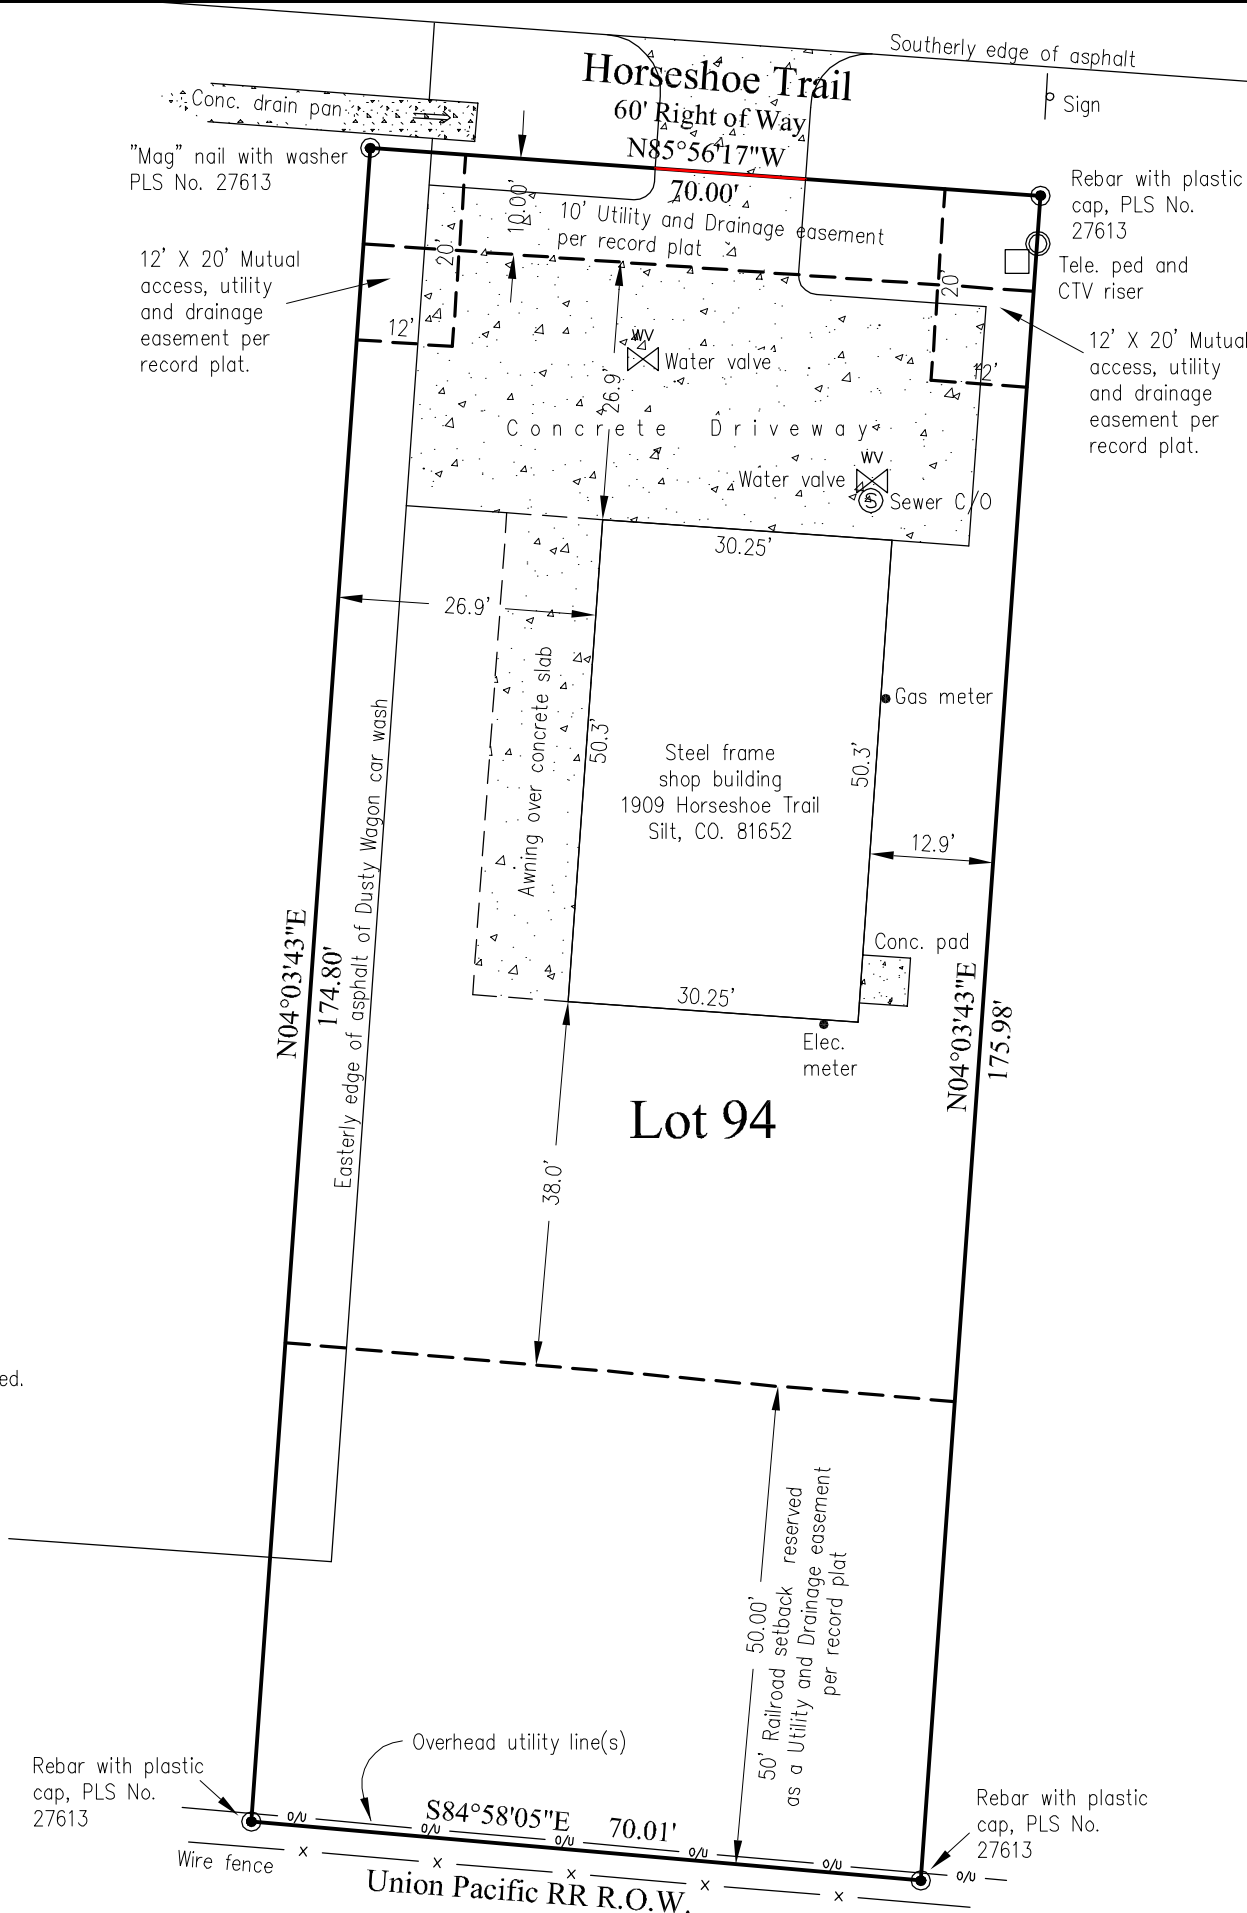 Southerly edge of asphalt
Horseshoe Trail
60' Right of Way
N85°56'17"W
70.00'
Sign
Conc. drain pan
"Mag" nail with washer
PLS No. 27613
Rebar with plastic
cap, PLS No.
27613
10.00'
10' Utility and Drainage easement
per record plat
20'
20'
Tele. ped and
CTV riser
12' X 20' Mutual
access, utility
and drainage
easement per
record plat.
12'
12'
12' X 20' Mutual
access, utility
and drainage
easement per
record plat.
WV
Water valve
26.9'
Concrete Driveway
WV
Water valve
S
Sewer C/O
30.25'
26.9'
Awning over concrete slab
50.3'
50.3'
Gas meter
Steel frame
shop building
1909 Horseshoe Trail
Silt, CO. 81652
12.9'
Easterly edge of asphalt of Dusty Wagon car wash
N04°03'43"E
174.80'
Conc. pad
30.25'
Elec.
meter
N04°03'43"E
175.98'
Lot 94
38.0'
ed.
50.00'
50' Railroad setback reserved
as a Utility and Drainage easement
per record plat
Overhead utility line(s)
Rebar with plastic
cap, PLS No.
27613
S84°58'05"E 70.01'
Rebar with plastic
cap, PLS No.
27613
O/U O/U O/U O/U O/U O/U
Wire fence
x x x x x
Union Pacific RR R.O.W.